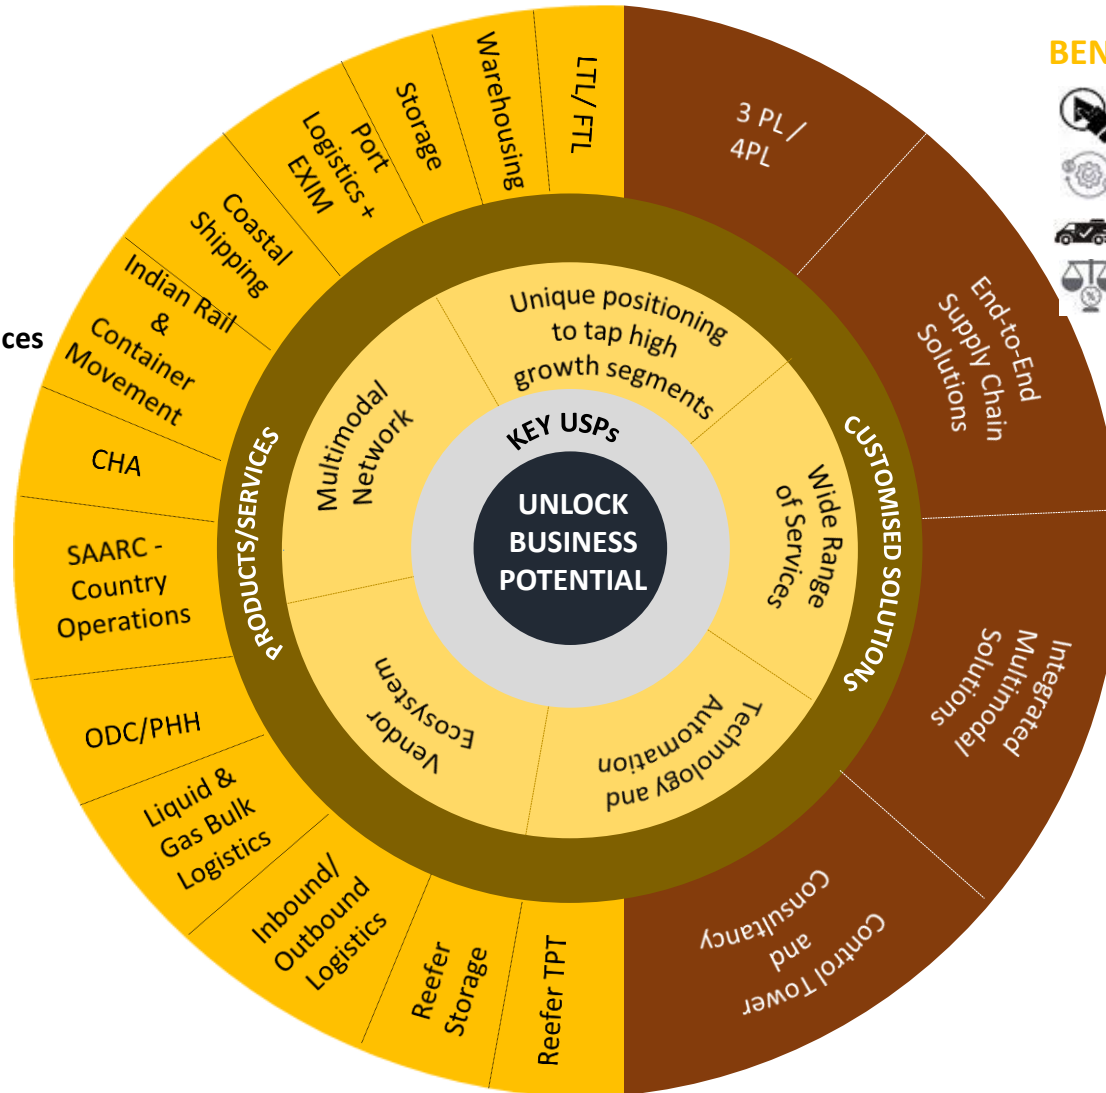 BEN
ces
LTL/ FTL
Warehousing
Storage
Port
Logistics +
EXIM
Coastal
Shipping
Indian Rail
&
Container
Movement
CHA
SAARC -
Country
Operations
ODC/PHH
Liquid &
Gas Bulk
Logistics
Inbound/
Outbound
Logistics
Reefer
Storage
Reefer TPT
3 PL /
4PL
End-to-End
Supply Chain
Solutions
Integrated
Multimodal
Solutions
Control Tower
and
Consultancy
PRODUCTS/SERVICES
CUSTOMISED SOLUTIONS
Unique positioning
to tap high
growth segments
Wide Range
of Services
Technology and
Automation
Vendor
Ecosystem
Multimodal
Network
KEY USPs
UNLOCK
BUSINESS
POTENTIAL